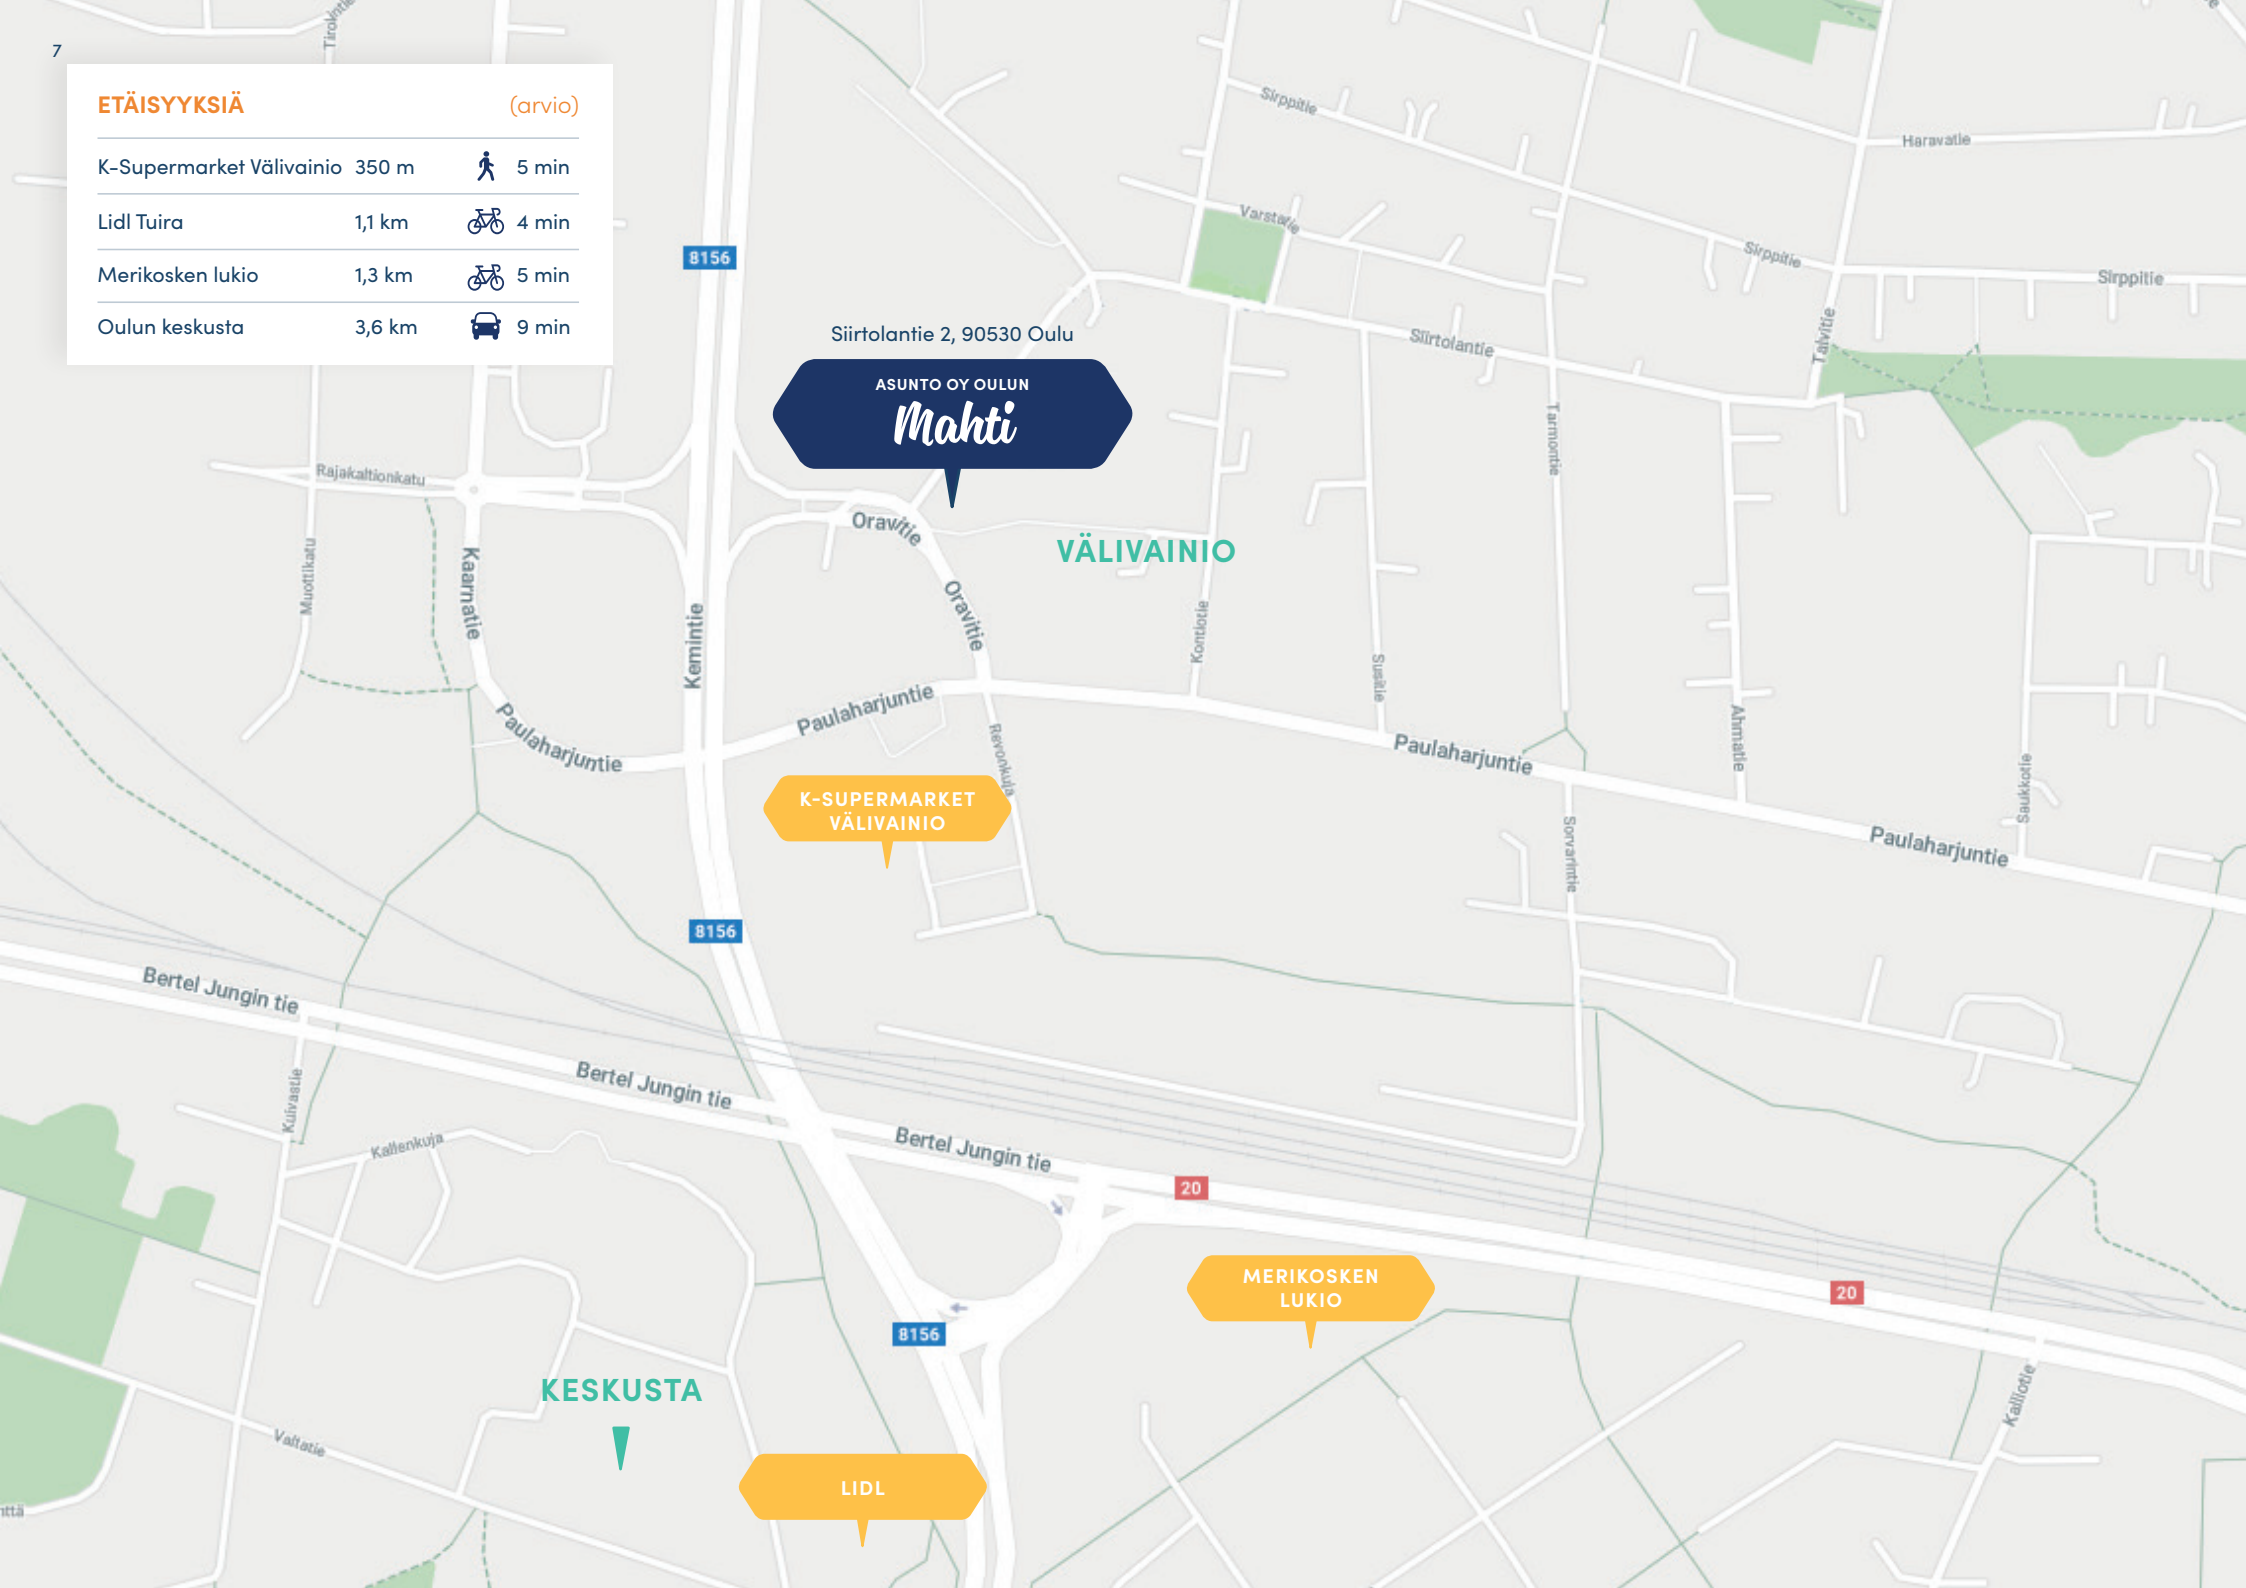 7
ETÄISYYKSIÄ (arvio)
K-Supermarket Välivainio 350 m 5 min
Lidl Tuira 1,1 km 4 min
Merikosken lukio 1,3 km 5 min
Oulun keskusta 3,6 km 9 min
Sirppitie
Haravatie
Varstatie
Sirppitie
Sirppitie
8156
Siirtolantie 2, 90530 Oulu
ASUNTO OY OULUN
Mahti
Siirtolantie
Talvitie
Tarmontie
Rajakaltionkatu
Oravitie
VÄLIVAINIO
Muottikatu
Kaarnatie
Kemintie
Oravitie
Kontiotie
Susitie
Paulaharjuntie
Paulaharjuntie
Revonkuja
Paulaharjuntie
Ahmatie
Saukkotie
K-SUPERMARKET
VÄLIVAINIO
Sorvarintie
Paulaharjuntie
8156
Bertel Jungin tie
Bertel Jungin tie
Kuivastie
Kallenkuja
Bertel Jungin tie
20
MERIKOSKEN
LUKIO
20
8156
KESKUSTA
Kalliotie
Valtatie
LIDL